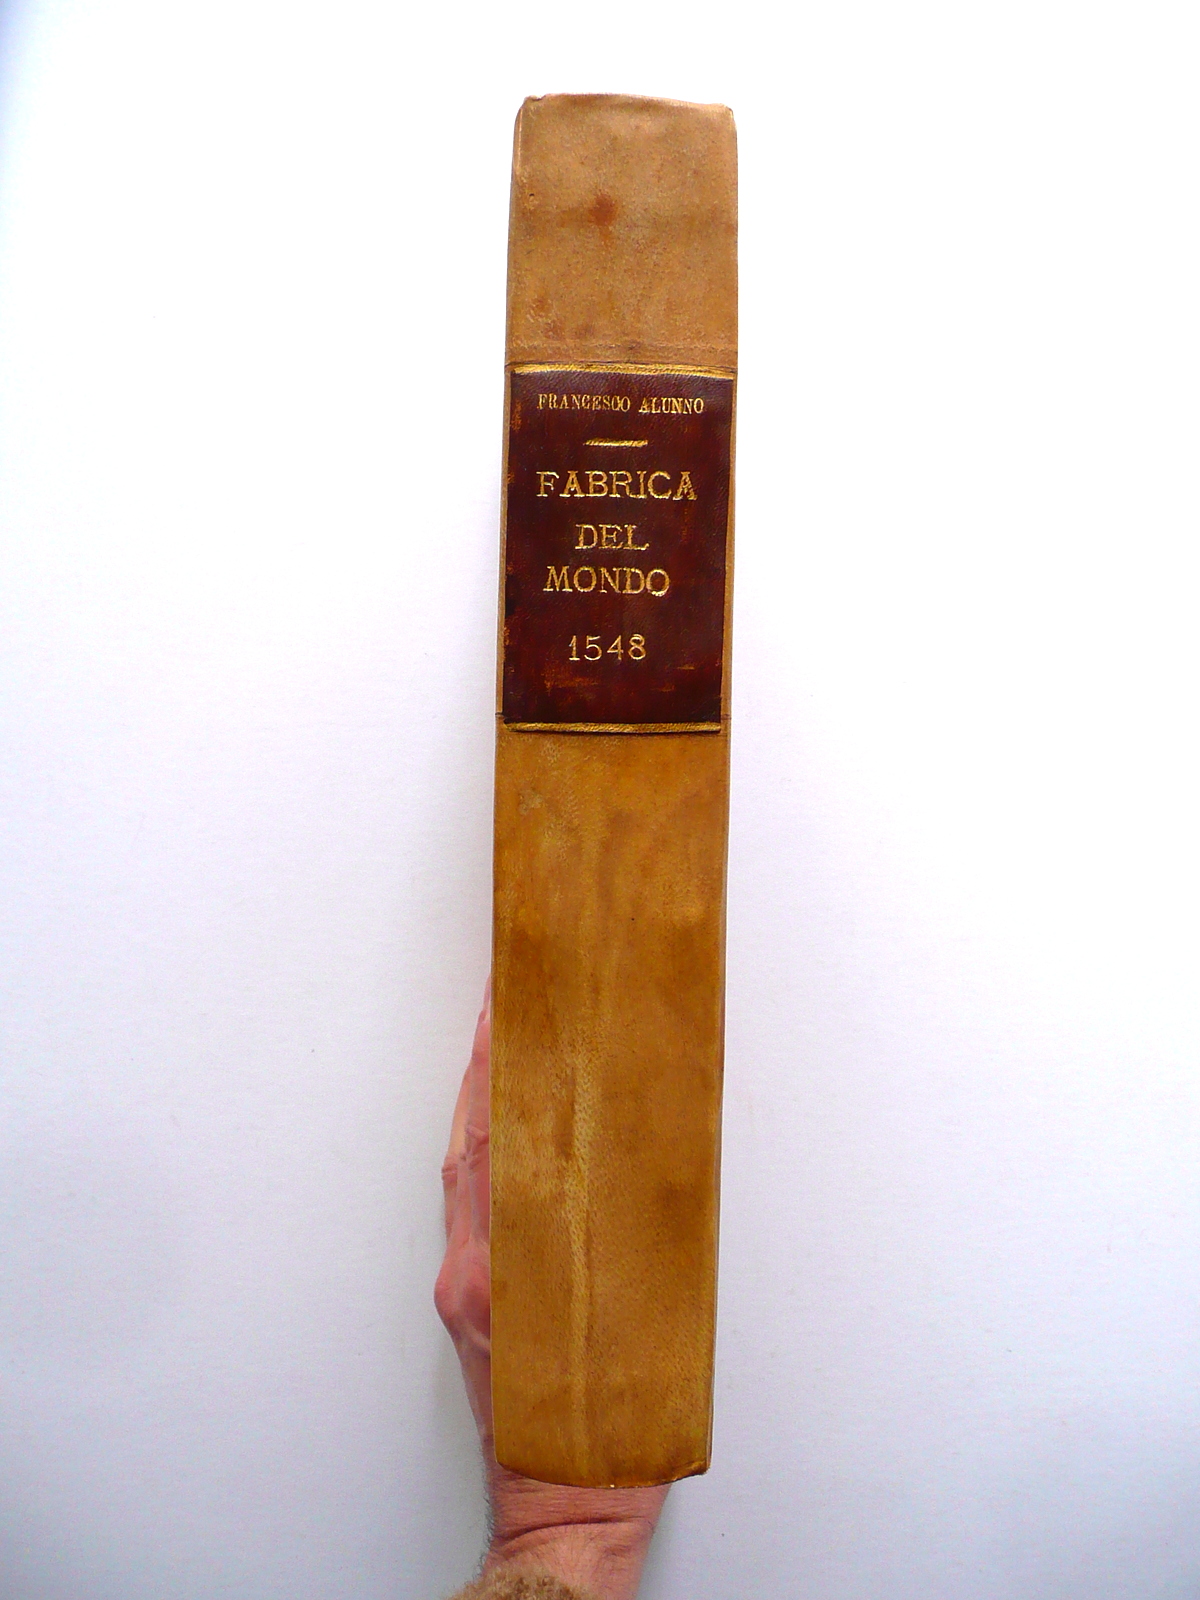 FRANCESCO ALUNNO
FABRICA
DEL
MONDO
1548